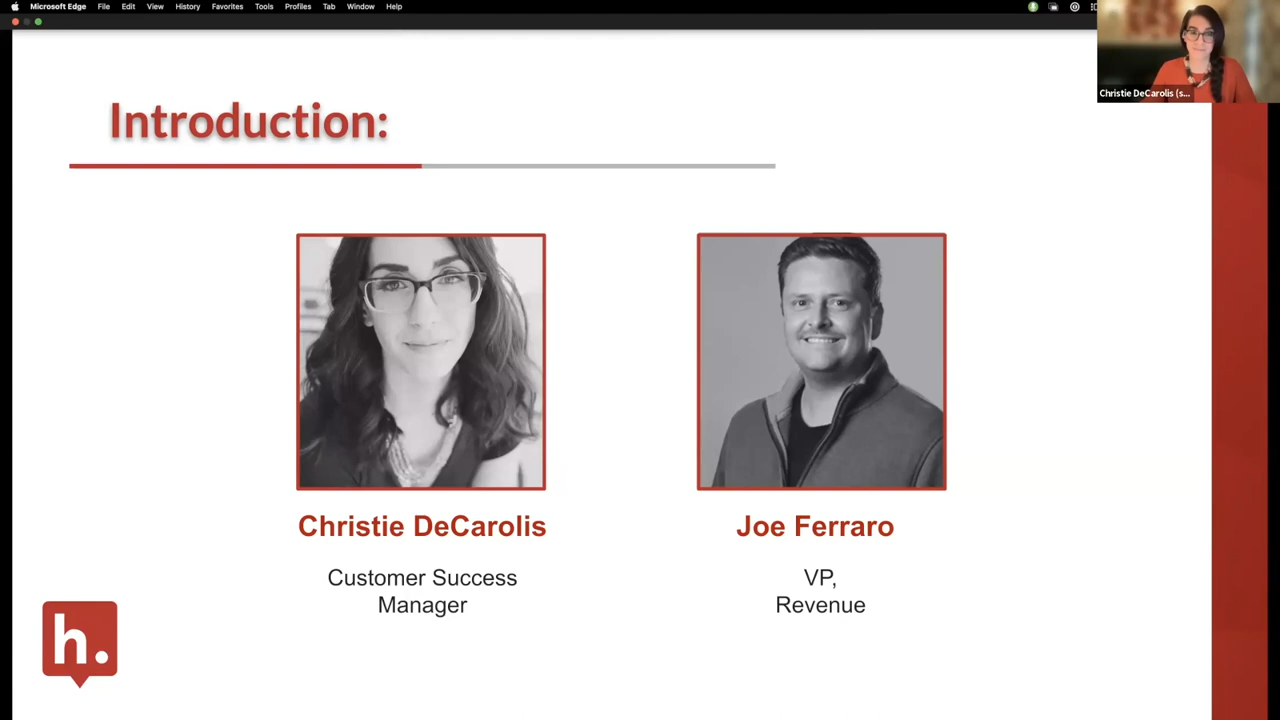 Microsoft Edge File Edit View History Favorites Tools Profiles Tab Window Help
Christie DeCarolis (s...
Introduction:
Christie DeCarolis
Joe Ferraro
Customer Success
Manager
VP,
Revenue
h.